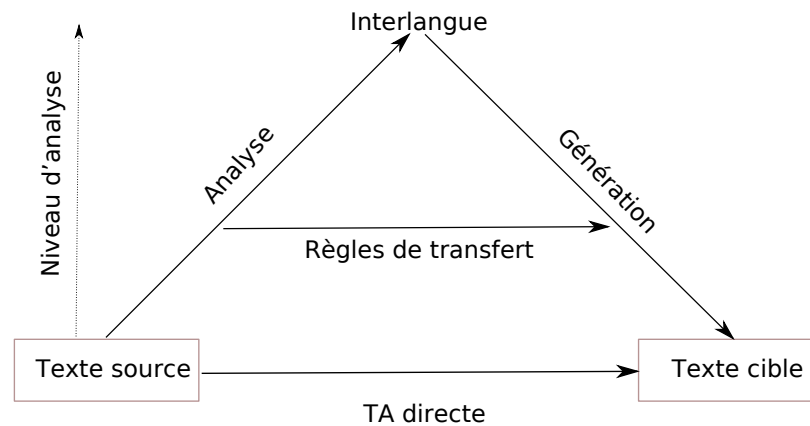 Interlangue
Niveau d’analyse
Analyse
Génération
Règles de transfert
Texte source
Texte cible
TA directe